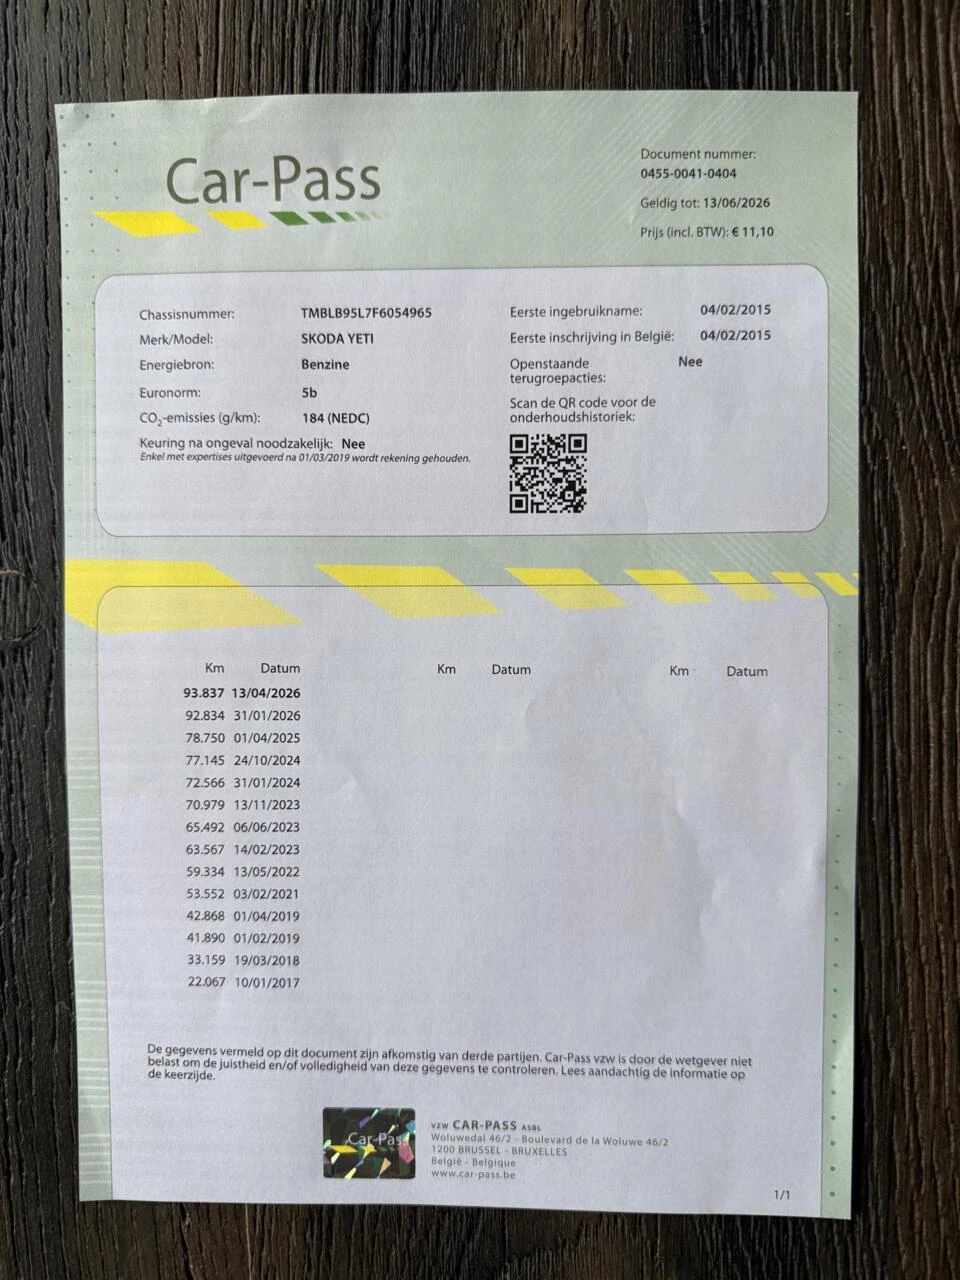 Car-Pass
Document nummer:
0455-0041-0404
Geldig tot: 13/06/2026
Prijs (incl. BTW): € 11,10
Chassisnummer: TMBLB95L7F6054965
Merk/Model: SKODA YETI
Energiebron: Benzine
Euronorm: 5b
CO₂-emissies (g/km): 184 (NEDC)
Keuring na ongeval noodzakelijk: Nee
Enkel met expertises uitgevoerd na 01/03/2019 wordt rekening gehouden.
Eerste ingebruikname: 04/02/2015
Eerste inschrijving in België: 04/02/2015
Openstaande Nee
terugroepacties:
Scan de QR code voor de
onderhoudshistoriek:
Km Datum Km Datum Km Datum
93.837 13/04/2026
92.834 31/01/2026
78.750 01/04/2025
77.145 24/10/2024
72.566 31/01/2024
70.979 13/11/2023
65.492 06/06/2023
63.567 14/02/2023
59.334 13/05/2022
53.552 03/02/2021
42.868 01/04/2019
41.890 01/02/2019
33.159 19/03/2018
22.067 10/01/2017
De gegevens vermeld op dit document zijn afkomstig van derde partijen. Car-Pass vzw is door de wetgever niet
belast om de juistheid en/of volledigheid van deze gegevens te controleren. Lees aandachtig de informatie op
de keerzijde.
Car-Pass
vzw CAR-PASS ASBL
Woluwedal 46/2 - Boulevard de la Woluwe 46/2
1200 BRUSSEL - BRUXELLES
België - Belgique
www.car-pass.be
1/1